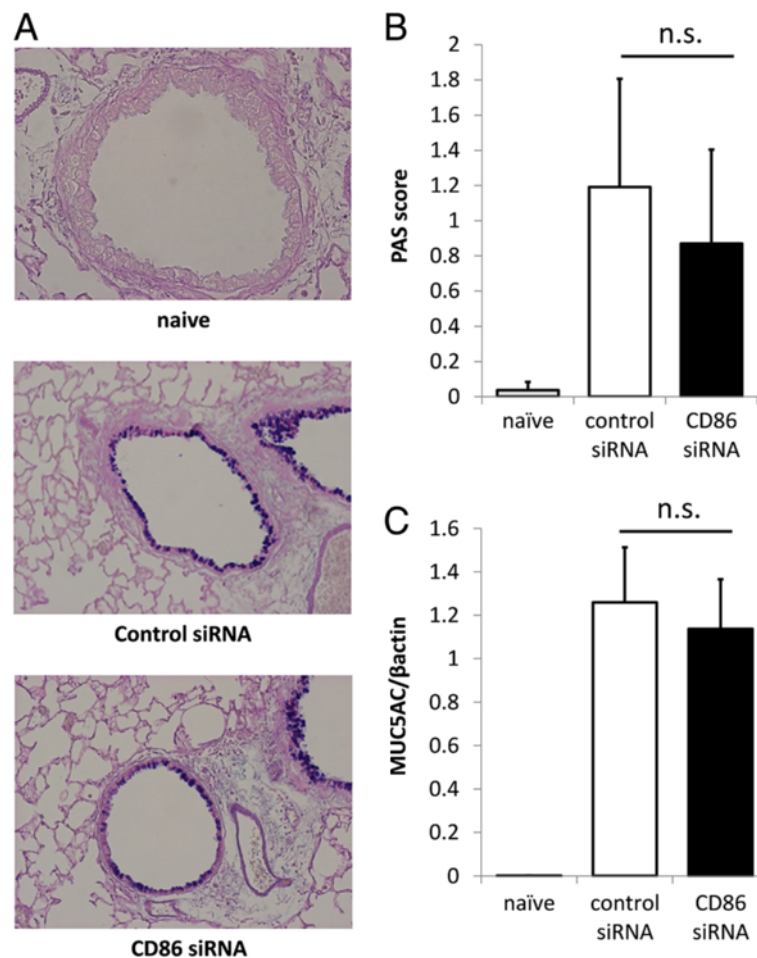 A
naive
Control siRNA
CD86 siRNA
B
n.s.
2
1.8
1.6
1.4
1.2
1
0.8
0.6
0.4
0.2
0
PAS score
naïve
control
siRNA
CD86
siRNA
C
n.s.
1.6
1.4
1.2
1
0.8
0.6
0.4
0.2
0
MUC5AC/βactin
naïve
control
siRNA
CD86
siRNA